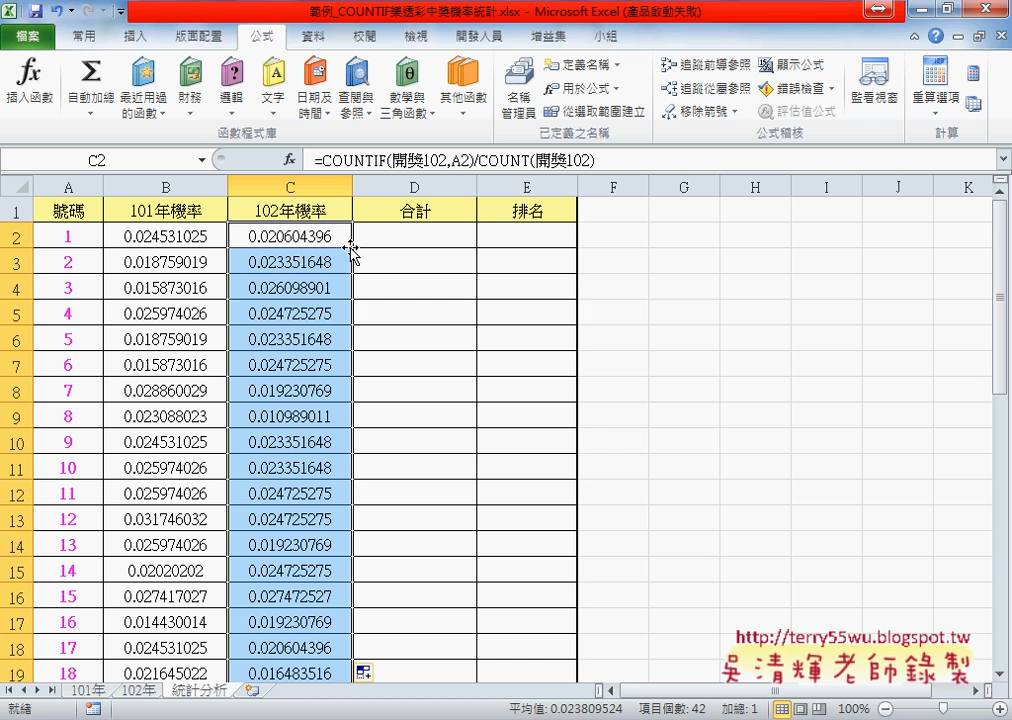 範例_COUNTIF樂透彩中獎機率統計.xlsx - Microsoft Excel (產品啟動失敗)
檔案 常用 插入 版面配置 公式 資料 校閱 檢視 開發人員 增益集 小組
fx Σ ? A θ
插入函數 自動加總 最近用過的函數 財務 邏輯 文字 日期及時間 查閱與參照 數學與三角函數 其他函數
函數程式庫
名稱管理員 定義名稱 用於公式 從選取範圍建立
已定義之名稱
追蹤前導參照 追蹤從屬參照 移除箭號 顯示公式 錯誤檢查 評估值公式 監看視窗
公式稽核
重算選項
計算
C2 fx =COUNTIF(開獎102,A2)/COUNT(開獎102)
A B C D E F G H I J K
1 號碼 101年機率 102年機率 合計 排名
2 1 0.024531025 0.020604396
3 2 0.018759019 0.023351648
4 3 0.015873016 0.026098901
5 4 0.025974026 0.024725275
6 5 0.018759019 0.023351648
7 6 0.015873016 0.024725275
8 7 0.028860029 0.019230769
9 8 0.023088023 0.010989011
10 9 0.024531025 0.023351648
11 10 0.025974026 0.023351648
12 11 0.025974026 0.024725275
13 12 0.031746032 0.024725275
14 13 0.025974026 0.019230769
15 14 0.02020202 0.024725275
16 15 0.027417027 0.027472527
17 16 0.014430014 0.019230769
18 17 0.024531025 0.020604396
19 18 0.021645022 0.016483516
http://terry55wu.blogspot.tw
吳清輝老師錄製
101年 102年 統計分析
就緒 平均值: 0.023809524 項目個數: 42 加總: 1 100%